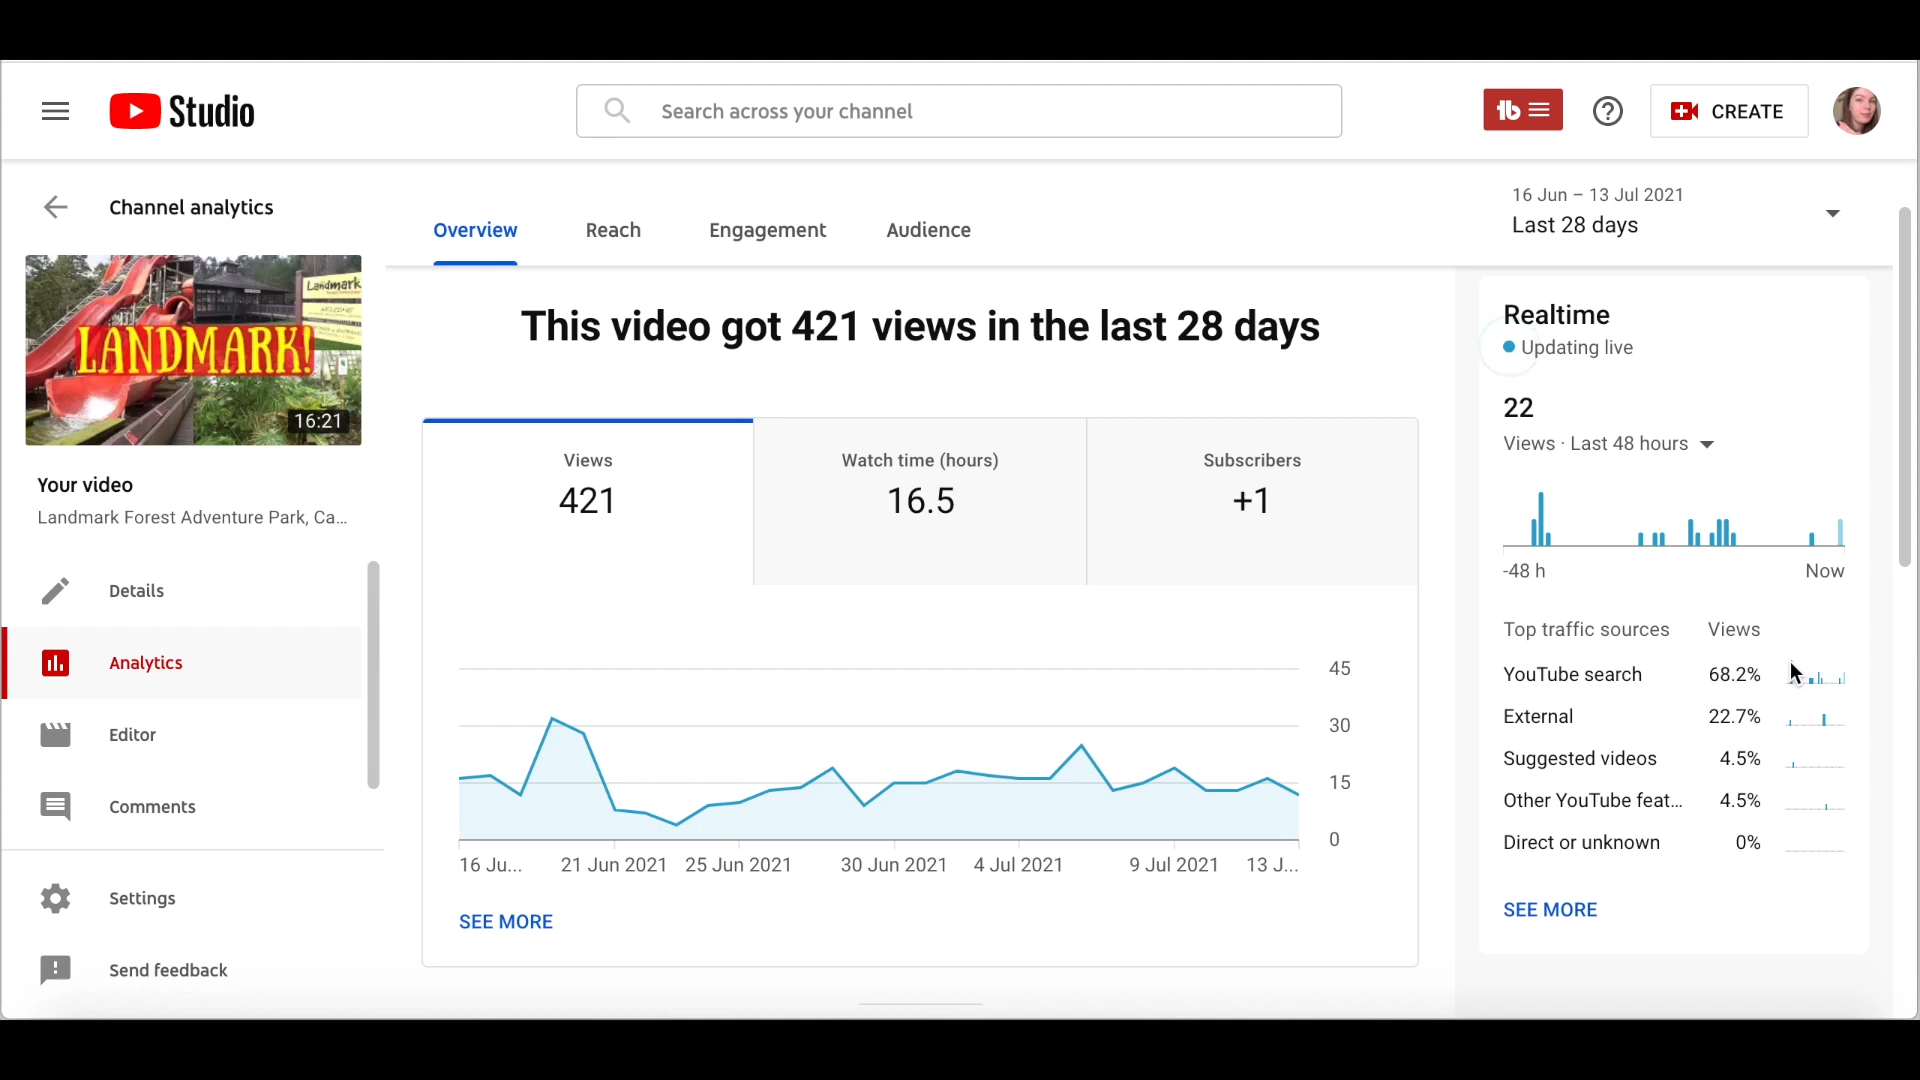 Studio
Search across your channel
CREATE
Channel analytics
Overview
Reach
Engagement
Audience
16 Jun – 13 Jul 2021
Last 28 days
Landmark
LANDMARK!
16:21
Your video
Landmark Forest Adventure Park, Ca...
Details
Analytics
Editor
Comments
Settings
Send feedback
This video got 421 views in the last 28 days
Views
421
Watch time (hours)
16.5
Subscribers
+1
45
30
15
0
16 Ju...
21 Jun 2021
25 Jun 2021
30 Jun 2021
4 Jul 2021
9 Jul 2021
13 J...
SEE MORE
Realtime
Updating live
22
Views · Last 48 hours
-48 h
Now
Top traffic sources Views
YouTube search 68.2%
External 22.7%
Suggested videos 4.5%
Other YouTube feat... 4.5%
Direct or unknown 0%
SEE MORE